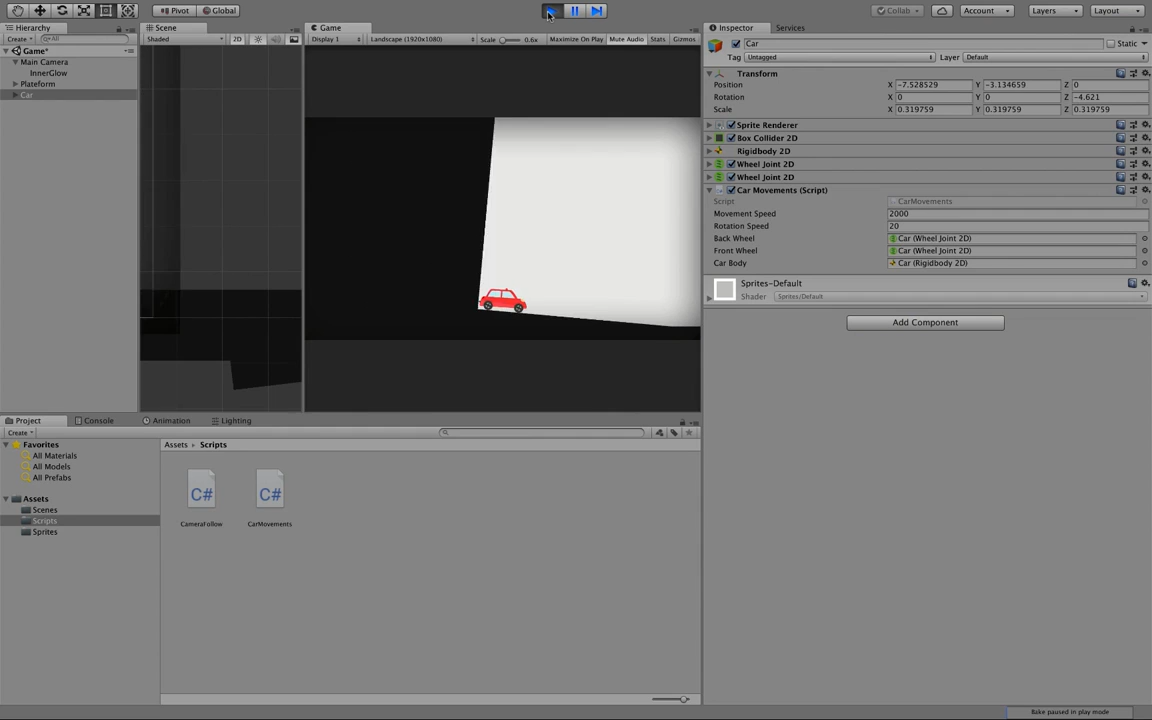 Pivot Global Collab Account Layers Layout
Hierarchy
Create All
Game*
Main Camera
InnerGlow
Plateform
Car
Scene
Shaded 2D
Game
Display 1 Landscape (1920x1080) Scale 0.6x Maximize On Play Mute Audio Stats Gizmos
Inspector Services
Car Static
Tag Untagged Layer Default
Transform
Position X -7.528529 Y -3.134659 Z 0
Rotation X 0 Y 0 Z -4.621
Scale X 0.319759 Y 0.319759 Z 0.319759
Sprite Renderer
Box Collider 2D
Rigidbody 2D
Wheel Joint 2D
Wheel Joint 2D
Car Movements (Script)
Script CarMovements
Movement Speed 2000
Rotation Speed 20
Back Wheel Car (Wheel Joint 2D)
Front Wheel Car (Wheel Joint 2D)
Car Body Car (Rigidbody 2D)
Sprites-Default
Shader Sprites/Default
Add Component
Project Console Animation Lighting
Create
Favorites
All Materials
All Models
All Prefabs
Assets
Scenes
Scripts
Sprites
Assets Scripts
C# C#
CameraFollow CarMovements
Bake paused in play mode